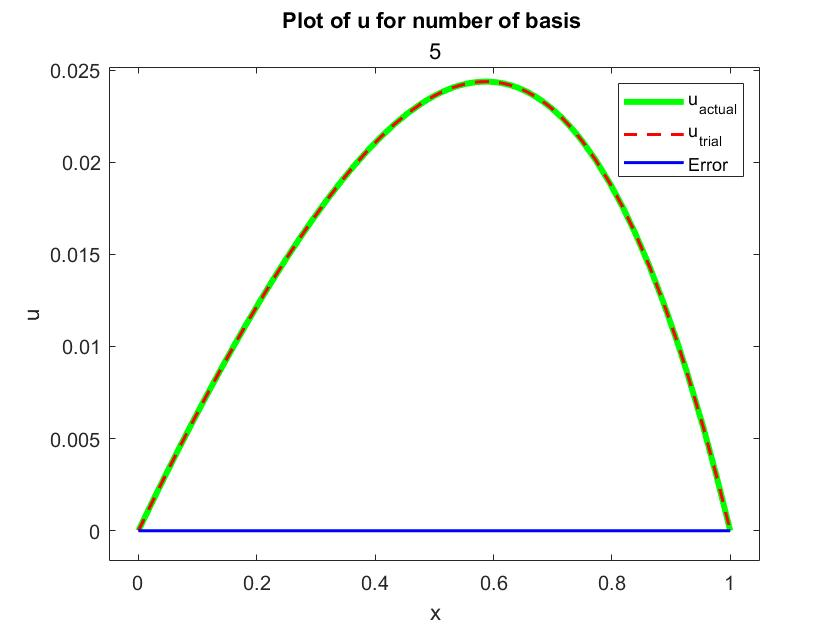 Plot of u for number of basis
5
0.025
0.02
0.015
0.01
0.005
0
u
u_actual
u_trial
Error
0 0.2 0.4 0.6 0.8 1
x